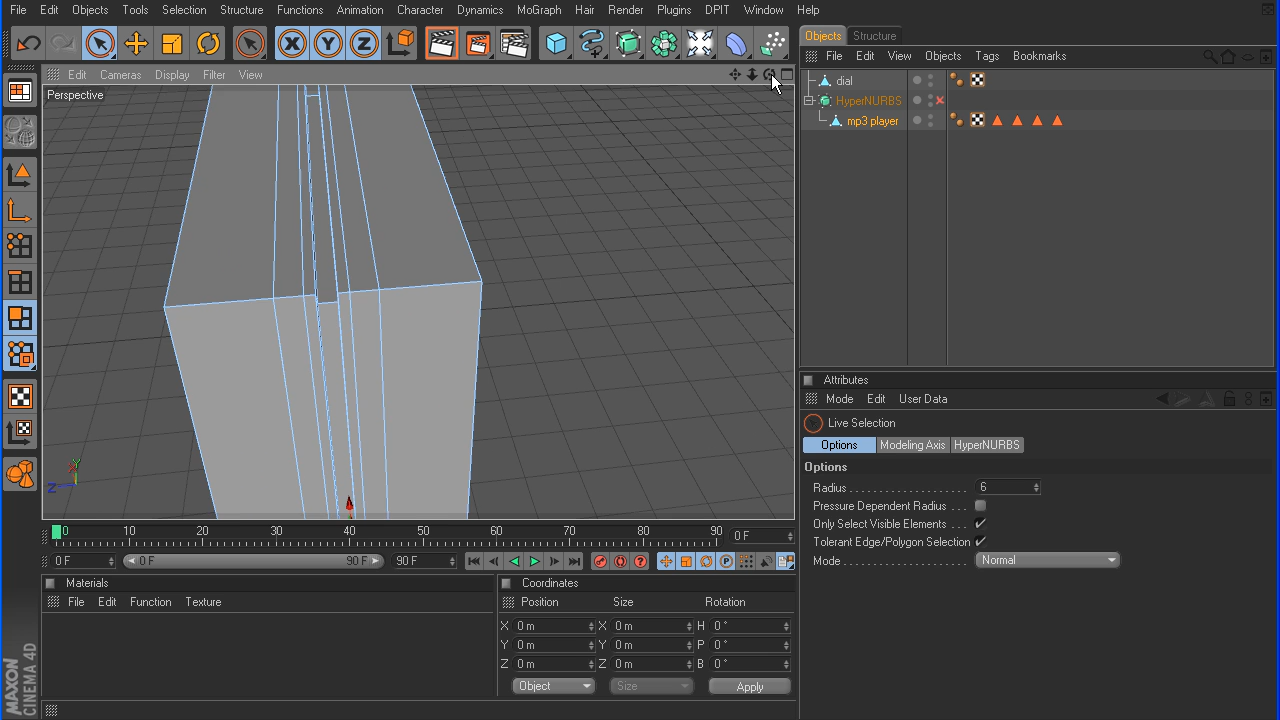 File Edit Objects Tools Selection Structure Functions Animation Character Dynamics MoGraph Hair Render Plugins DPIT Window Help
X Y Z
Objects Structure
File Edit View Objects Tags Bookmarks
Edit Cameras Display Filter View
Perspective
dial
HyperNURBS
mp3 player
Attributes
Mode Edit User Data
Live Selection
Options Modeling Axis HyperNURBS
Options
Radius 6
Pressure Dependent Radius
Only Select Visible Elements
Tolerant Edge/Polygon Selection
Mode Normal
Y
Z
0 10 20 30 40 50 60 70 80 90 0 F
0 F 0 F 90 F 90 F
P
Materials
File Edit Function Texture
Coordinates
Position Size Rotation
X 0 m X 0 m H 0 °
Y 0 m Y 0 m P 0 °
Z 0 m Z 0 m B 0 °
Object Size Apply
MAXON
CINEMA 4D